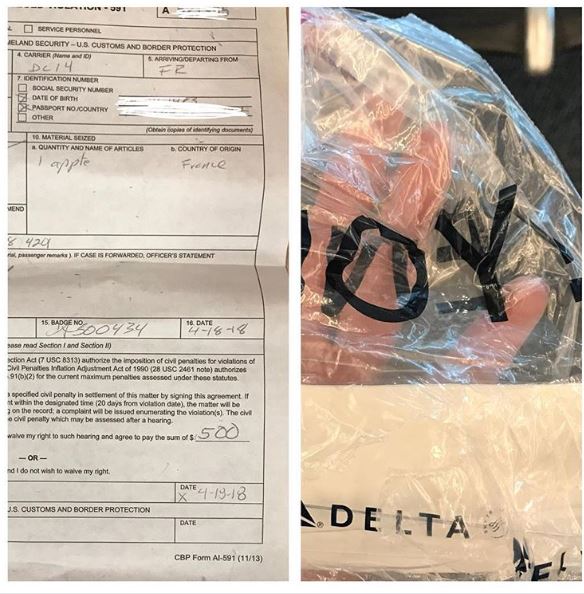 591
A
SERVICE PERSONNEL
ELAND SECURITY – U.S. CUSTOMS AND BORDER PROTECTION
4. CARRIER (Name and ID)
5. ARRIVING/DEPARTING FROM
DL14
FR
7. IDENTIFICATION NUMBER
SOCIAL SECURITY NUMBER
DATE OF BIRTH
PASSPORT NO./COUNTRY
OTHER
(Obtain copies of identifying documents)
10. MATERIAL SEIZED
a. QUANTITY AND NAME OF ARTICLES
b. COUNTRY OF ORIGIN
1 apple
France
MEND
8 424
rial, passenger remarks ). IF CASE IS FORWARDED, OFFICER'S STATEMENT
15. BADGE NO.
16. DATE
4-18-18
ease read Section I and Section II)
ection Act (7 USC 8313) authorize the imposition of civil penalties for violations of
Civil Penalties Inflation Adjustment Act of 1990 (28 USC 2461 note) authorizes
.91(b)(2) for the current maximum penalties assessed under these statutes.
specified civil penalty in settlement of this matter by signing this agreement. If
nt within the designated time (20 days from violation date), the matter will be
g on the record; a complaint will be issued enumerating the violation(s). The civil
e civil penalty which may be assessed after a hearing.
waive my right to such hearing and agree to pay the sum of $ 500
— OR —
nd I do not wish to waive my right.
DATE
X 4-19-18
U.S. CUSTOMS AND BORDER PROTECTION
DATE
CBP Form AI-591 (11/13)
DELTA